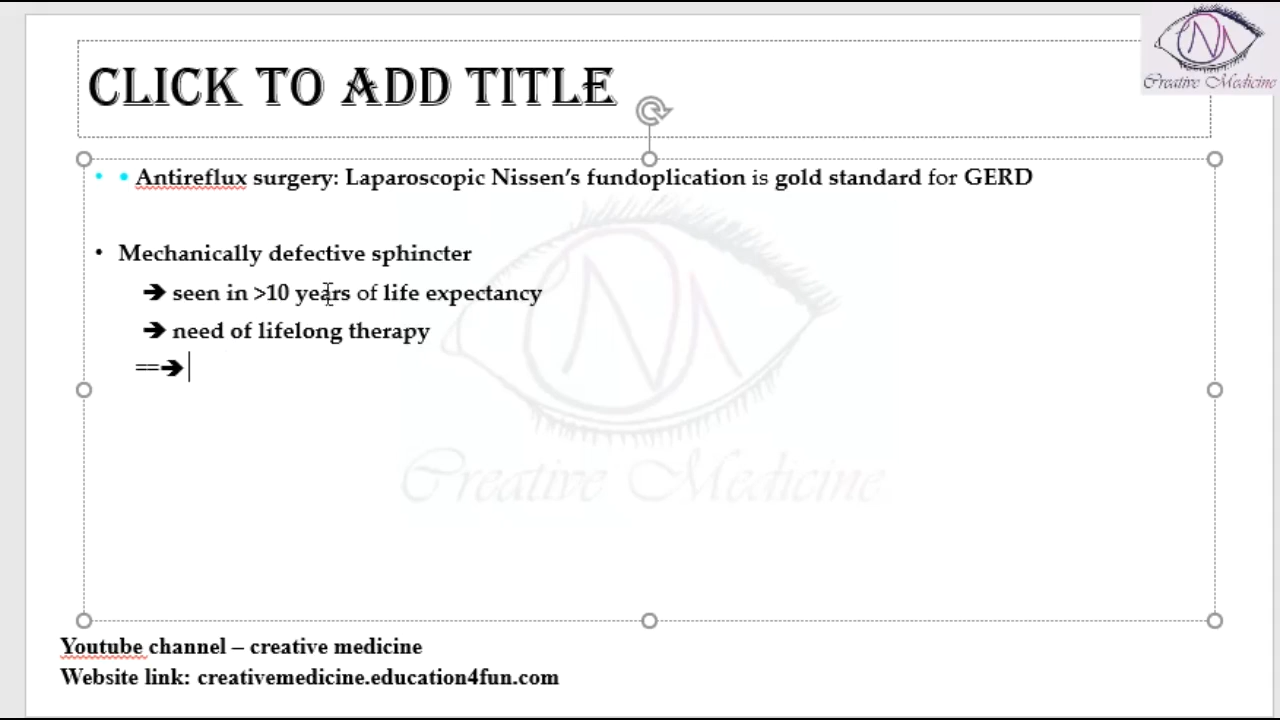 Creative Medicine
CLICK TO ADD TITLE
• • Antireflux surgery: Laparoscopic Nissen's fundoplication is gold standard for GERD
• Mechanically defective sphincter
➔ seen in >10 years of life expectancy
➔ need of lifelong therapy
==➔
Creative Medicine
Youtube channel – creative medicine
Website link: creativemedicine.education4fun.com